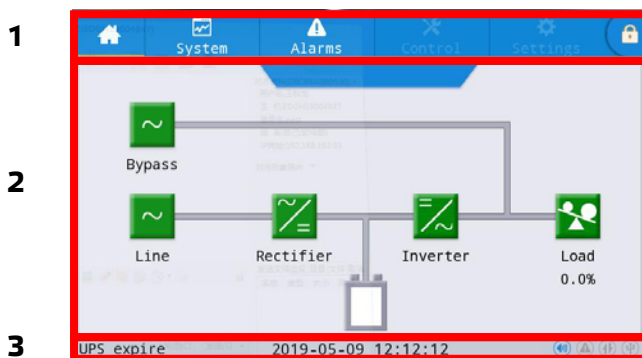 1
System
Alarms
Control
Settings
2
Bypass
Line
Rectifier
Inverter
Load
0.0%
3
UPS expire
2019-05-09 12:12:12